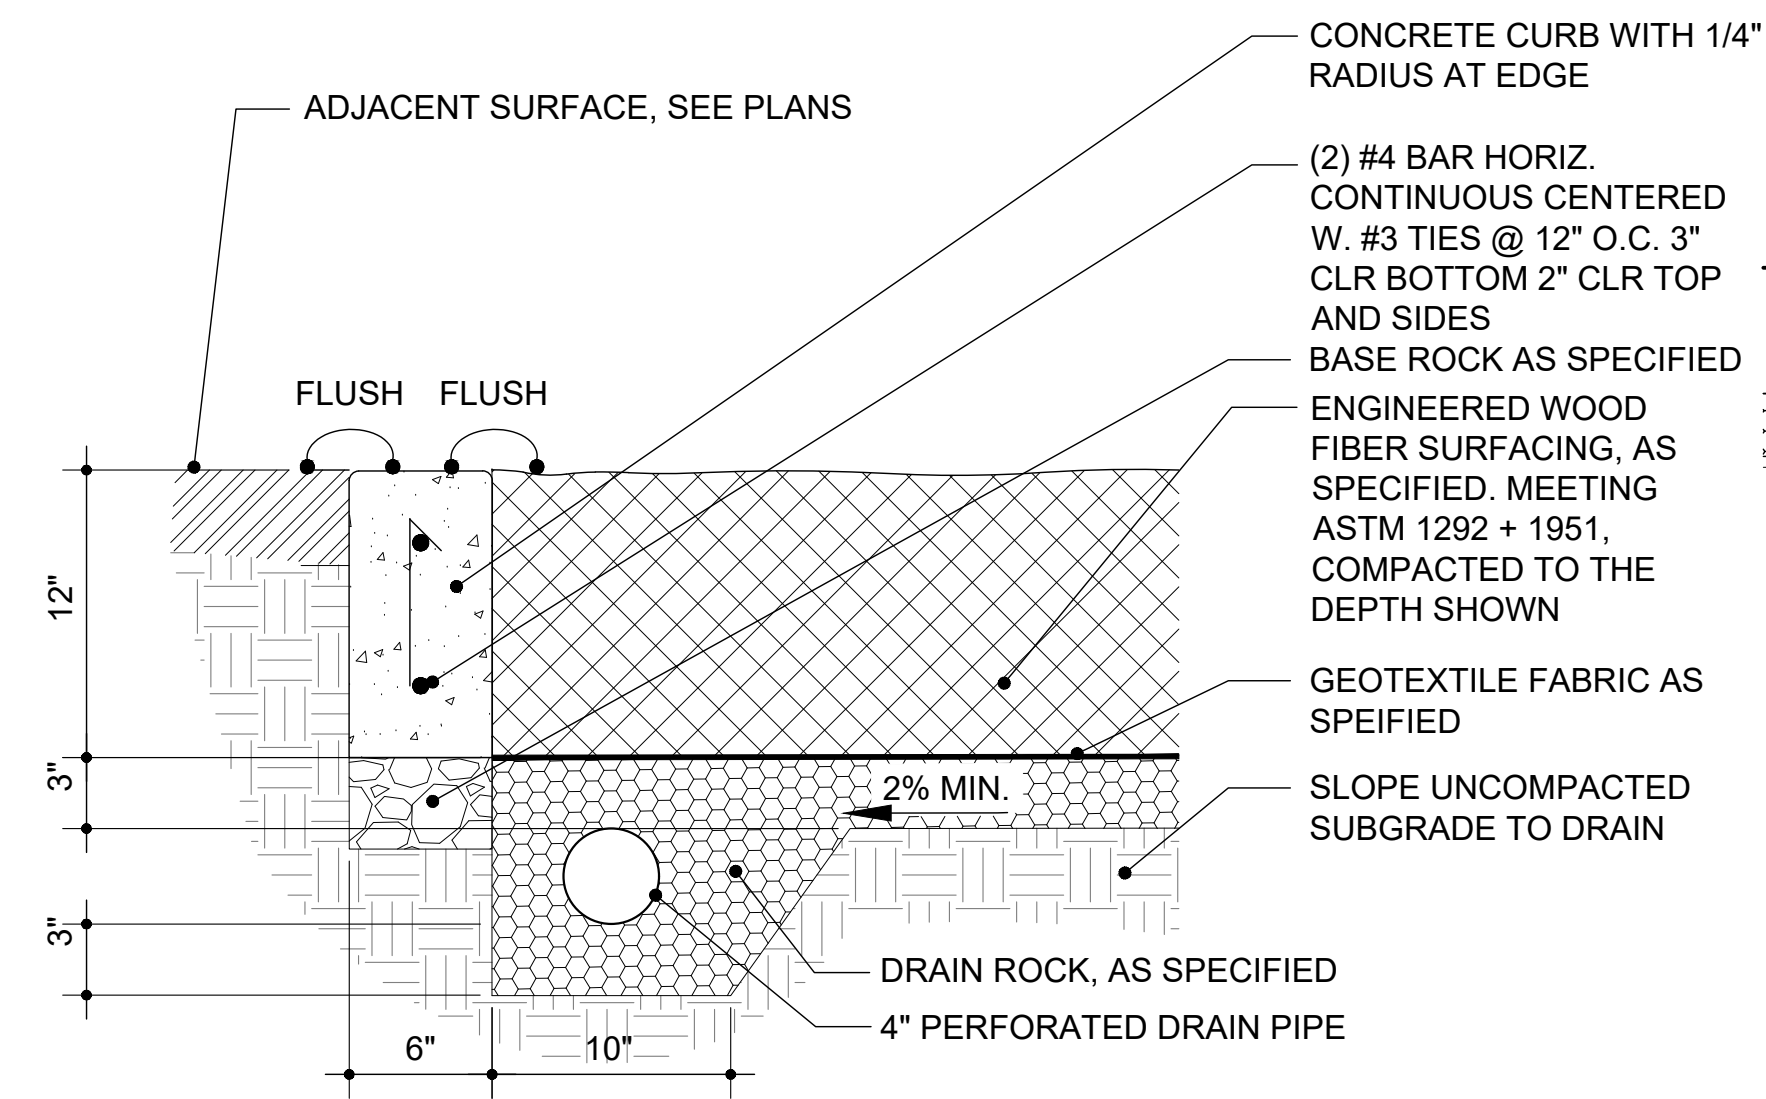 CONCRETE CURB WITH 1/4"
RADIUS AT EDGE
ADJACENT SURFACE, SEE PLANS
(2) #4 BAR HORIZ.
CONTINUOUS CENTERED
W. #3 TIES @ 12" O.C. 3"
CLR BOTTOM 2" CLR TOP
AND SIDES
BASE ROCK AS SPECIFIED
FLUSH FLUSH
ENGINEERED WOOD
FIBER SURFACING, AS
SPECIFIED. MEETING
ASTM 1292 + 1951,
COMPACTED TO THE
DEPTH SHOWN
12"
GEOTEXTILE FABRIC AS
SPEIFIED
3"
2% MIN.
SLOPE UNCOMPACTED
SUBGRADE TO DRAIN
3"
DRAIN ROCK, AS SPECIFIED
4" PERFORATED DRAIN PIPE
6"
10"